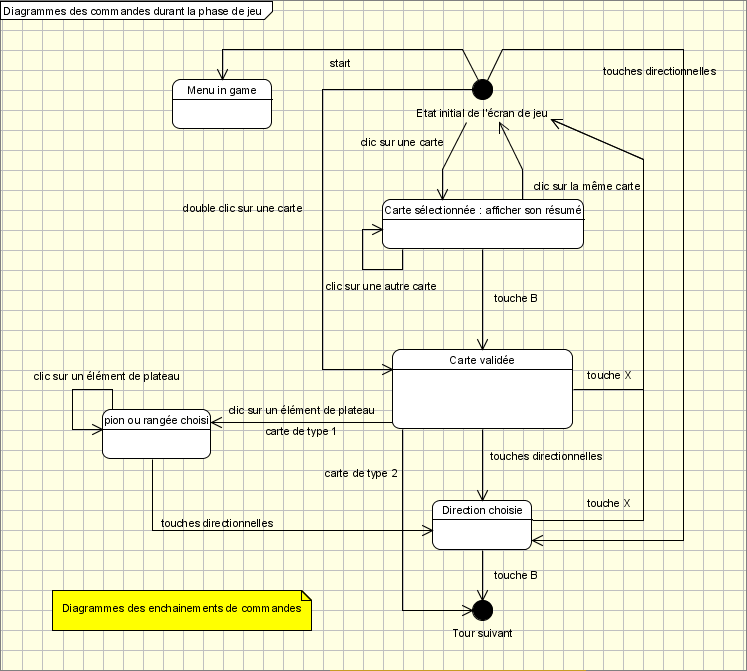 Diagrammes des commandes durant la phase de jeu
start
touches directionnelles
Menu in game
Etat initial de l'écran de jeu
clic sur une carte
clic sur la même carte
double clic sur une carte
Carte sélectionnée : afficher son résumé
clic sur une autre carte
touche B
Carte validée
touche X
clic sur un élément de plateau
clic sur un élément de plateau
pion ou rangée choisi
carte de type 1
touches directionnelles
carte de type 2
touche X
Direction choisie
touches directionnelles
touche B
Diagrammes des enchainements de commandes
Tour suivant